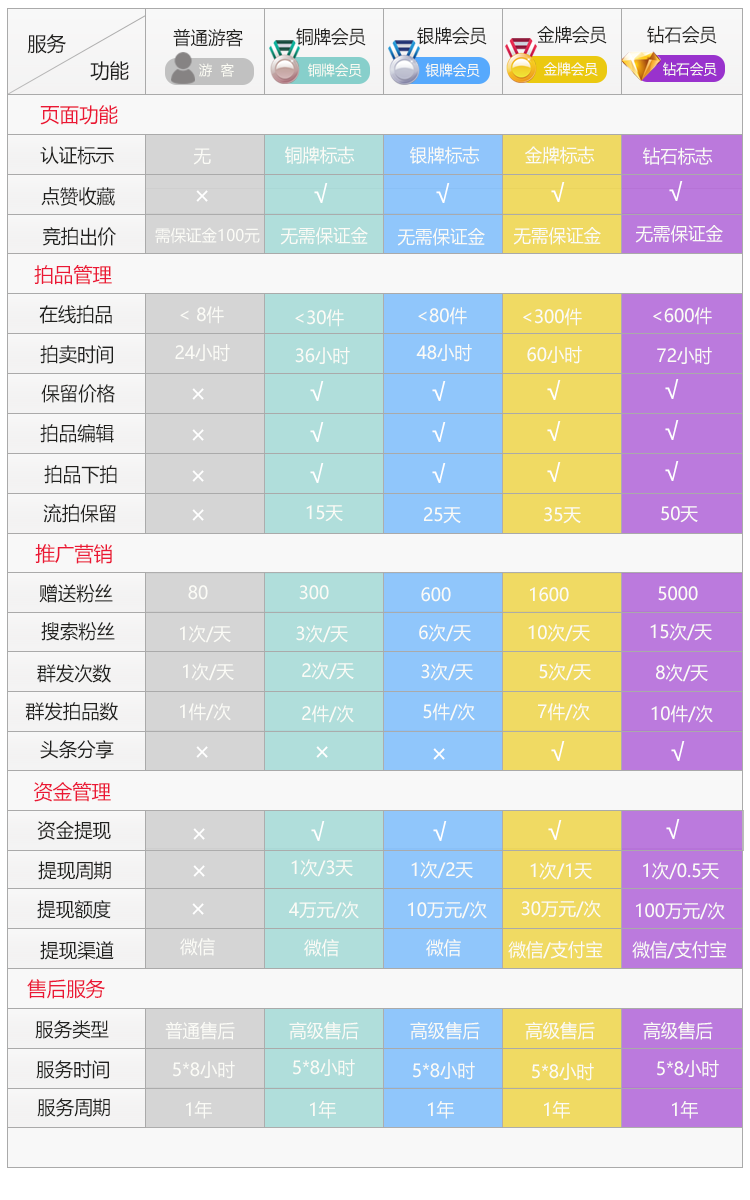 服务 功能 普通游客 铜牌会员 银牌会员 金牌会员 钻石会员
游 客 铜牌会员 银牌会员 金牌会员 钻石会员
页面功能
认证标示 无 铜牌标志 银牌标志 金牌标志 钻石标志
点赞收藏 × √ √ √ √
竞拍出价 需保证金100元 无需保证金 无需保证金 无需保证金 无需保证金
拍品管理
在线拍品 < 8件 <30件 <80件 <300件 <600件
拍卖时间 24小时 36小时 48小时 60小时 72小时
保留价格 × √ √ √ √
拍品编辑 × √ √ √ √
拍品下拍 × √ √ √ √
流拍保留 × 15天 25天 35天 50天
推广营销
赠送粉丝 80 300 600 1600 5000
搜索粉丝 1次/天 3次/天 6次/天 10次/天 15次/天
群发次数 1次/天 2次/天 3次/天 5次/天 8次/天
群发拍品数 1件/次 2件/次 5件/次 7件/次 10件/次
头条分享 × × × √ √
资金管理
资金提现 × √ √ √ √
提现周期 × 1次/3天 1次/2天 1次/1天 1次/0.5天
提现额度 × 4万元/次 10万元/次 30万元/次 100万元/次
提现渠道 微信 微信 微信 微信/支付宝 微信/支付宝
售后服务
服务类型 普通售后 高级售后 高级售后 高级售后 高级售后
服务时间 5*8小时 5*8小时 5*8小时 5*8小时 5*8小时
服务周期 1年 1年 1年 1年 1年